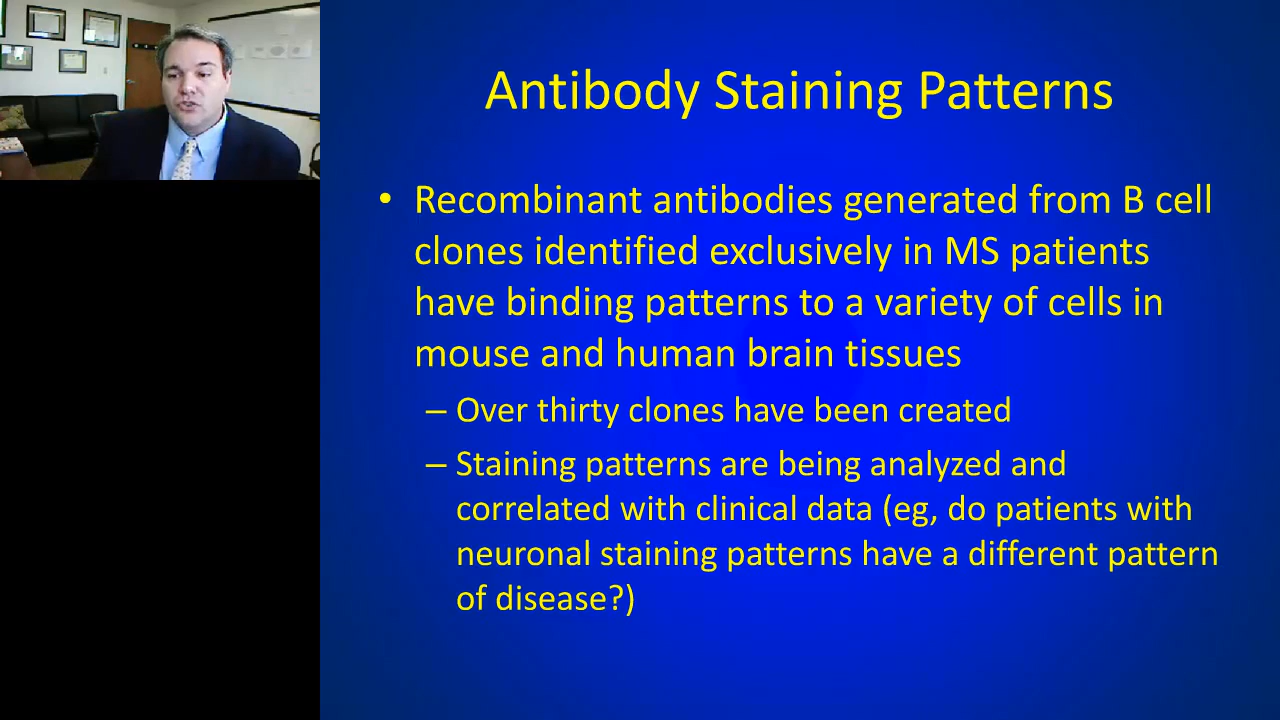 Antibody Staining Patterns
• Recombinant antibodies generated from B cell
clones identified exclusively in MS patients
have binding patterns to a variety of cells in
mouse and human brain tissues
– Over thirty clones have been created
– Staining patterns are being analyzed and
correlated with clinical data (eg, do patients with
neuronal staining patterns have a different pattern
of disease?)